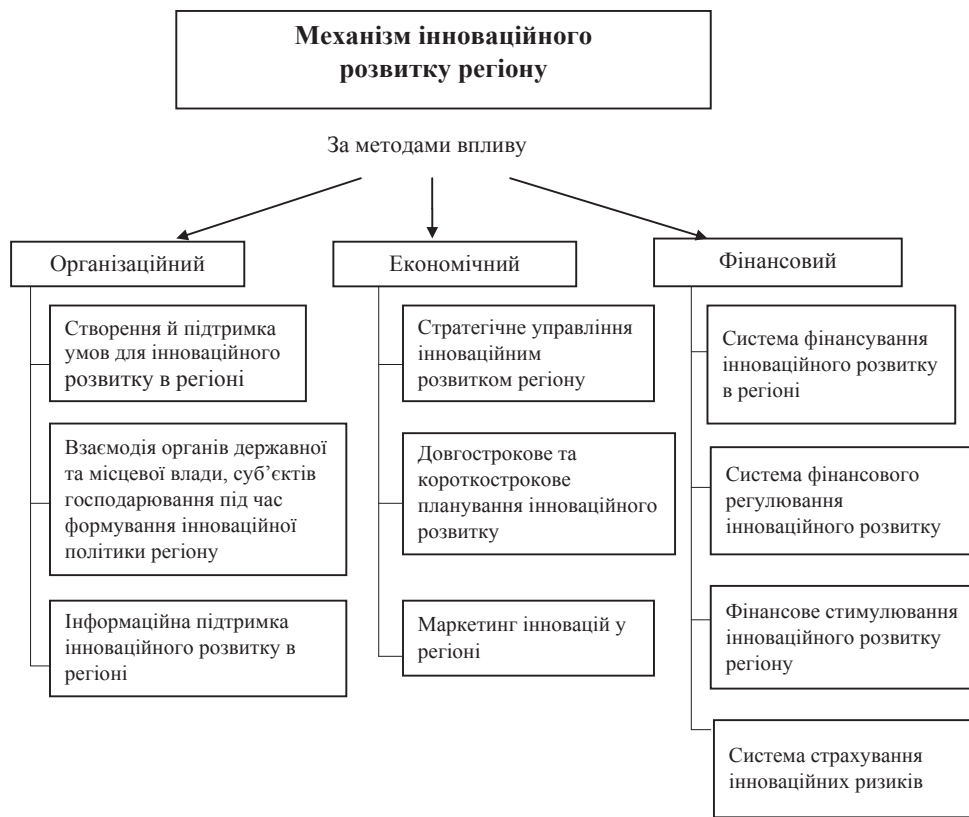 Механізм інноваційного
розвитку регіону
За методами впливу
Організаційний
Створення й підтримка
умов для інноваційного
розвитку в регіоні
Взаємодія органів державної
та місцевої влади, суб’єктів
господарювання під час
формування інноваційної
політики регіону
Інформаційна підтримка
інноваційного розвитку в
регіоні
Економічний
Стратегічне управління
інноваційним
розвитком регіону
Довгострокове та
короткострокове
планування інноваційного
розвитку
Маркетинг інновацій у
регіоні
Фінансовий
Система фінансування
інноваційного розвитку
в регіоні
Система фінансового
регулювання
інноваційного розвитку
Фінансове стимулювання
інноваційного розвитку
регіону
Система страхування
інноваційних ризиків